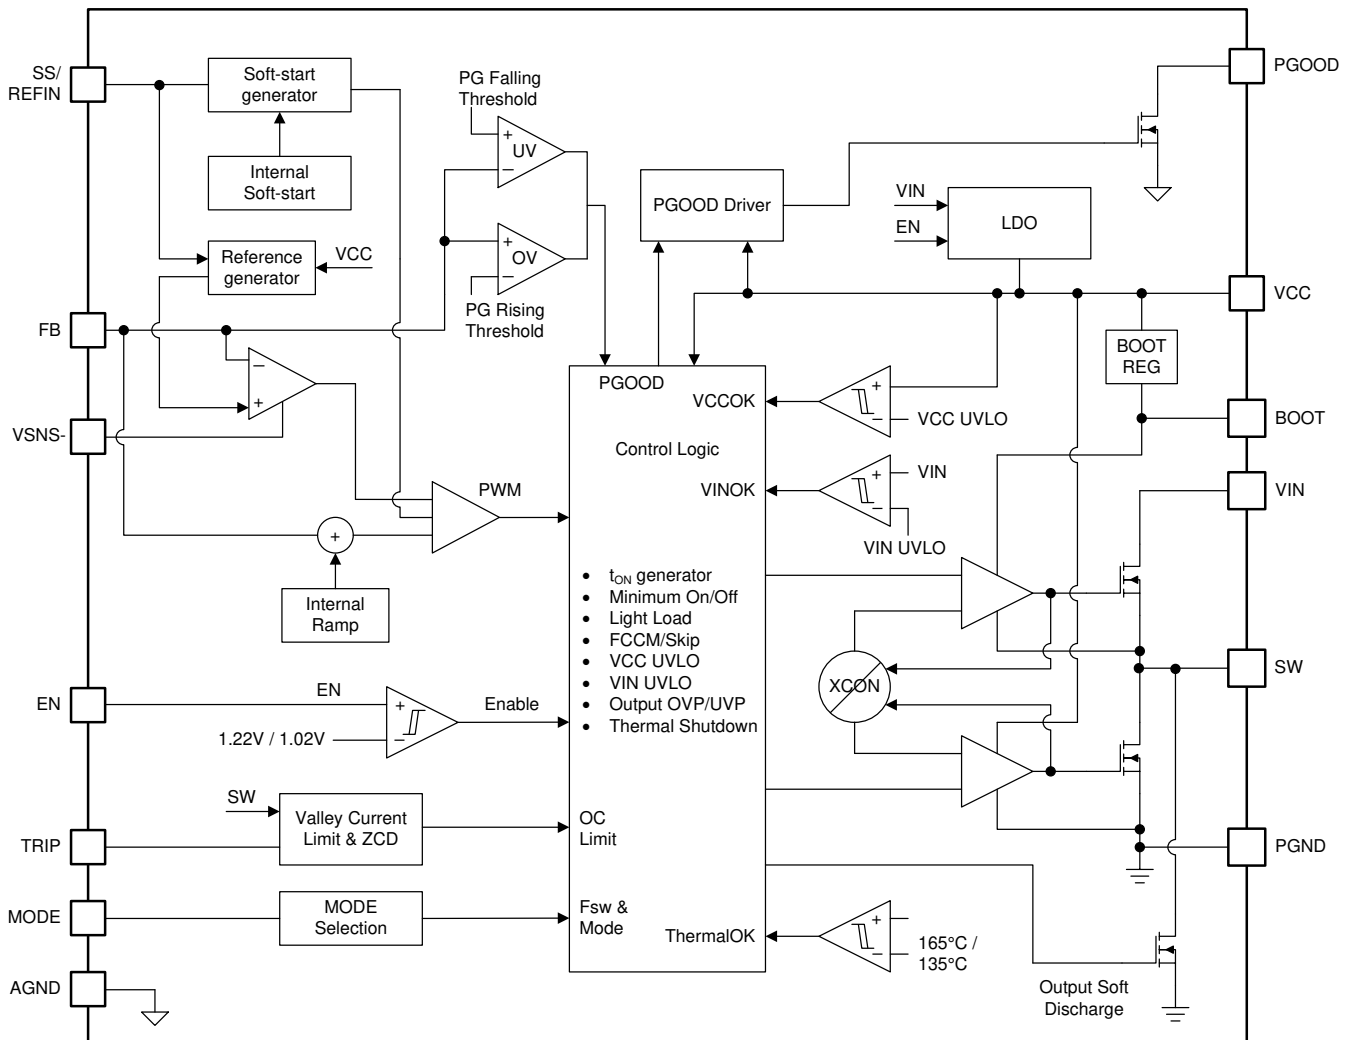 SS/
REFIN
Soft-start
generator
Internal
Soft-start
Reference
generator
VCC
PG Falling
Threshold
+
UV
−
+
OV
−
PG Rising
Threshold
PGOOD Driver
VIN
EN
LDO
PGOOD
VCC
BOOT
REG
BOOT
VIN
SW
PGND
FB
−
+
VSNS-
PWM
+
Internal
Ramp
EN
EN
+
−
1.22V / 1.02V
Enable
SW
TRIP
Valley Current
Limit & ZCD
MODE
MODE
Selection
AGND
PGOOD
VCCOK
Control Logic
VINOK
• tON generator
• Minimum On/Off
• Light Load
• FCCM/Skip
• VCC UVLO
• VIN UVLO
• Output OVP/UVP
• Thermal Shutdown
OC
Limit
Fsw &
Mode
ThermalOK
+
−
VCC UVLO
+
VIN
−
VIN UVLO
XCON
+
−
165°C /
135°C
Output Soft
Discharge